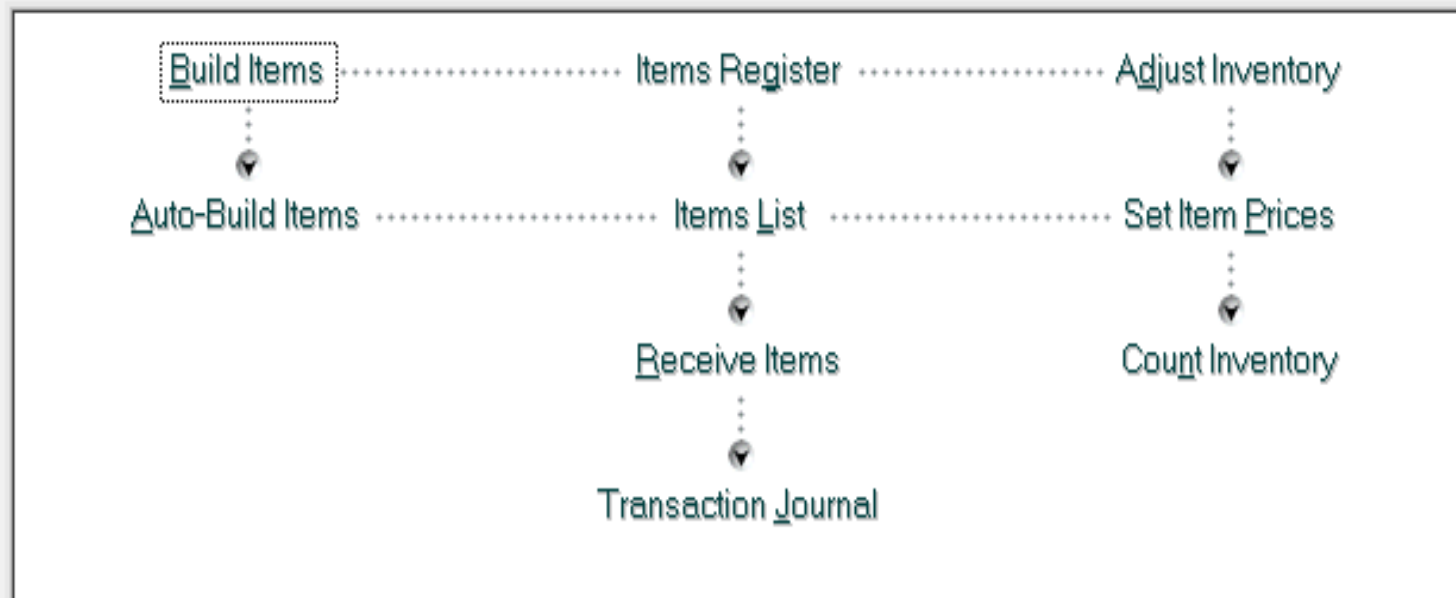 Build Items
Items Register
Adjust Inventory
Auto-Build Items
Items List
Set Item Prices
Receive Items
Count Inventory
Transaction Journal